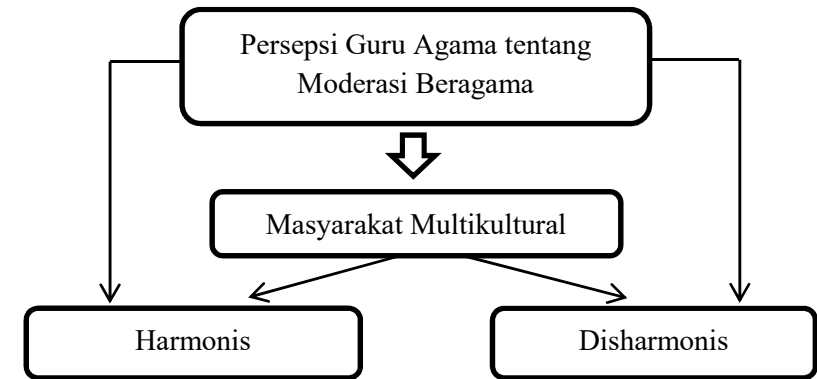 Persepsi Guru Agama tentang
Moderasi Beragama
Masyarakat Multikultural
Harmonis
Disharmonis